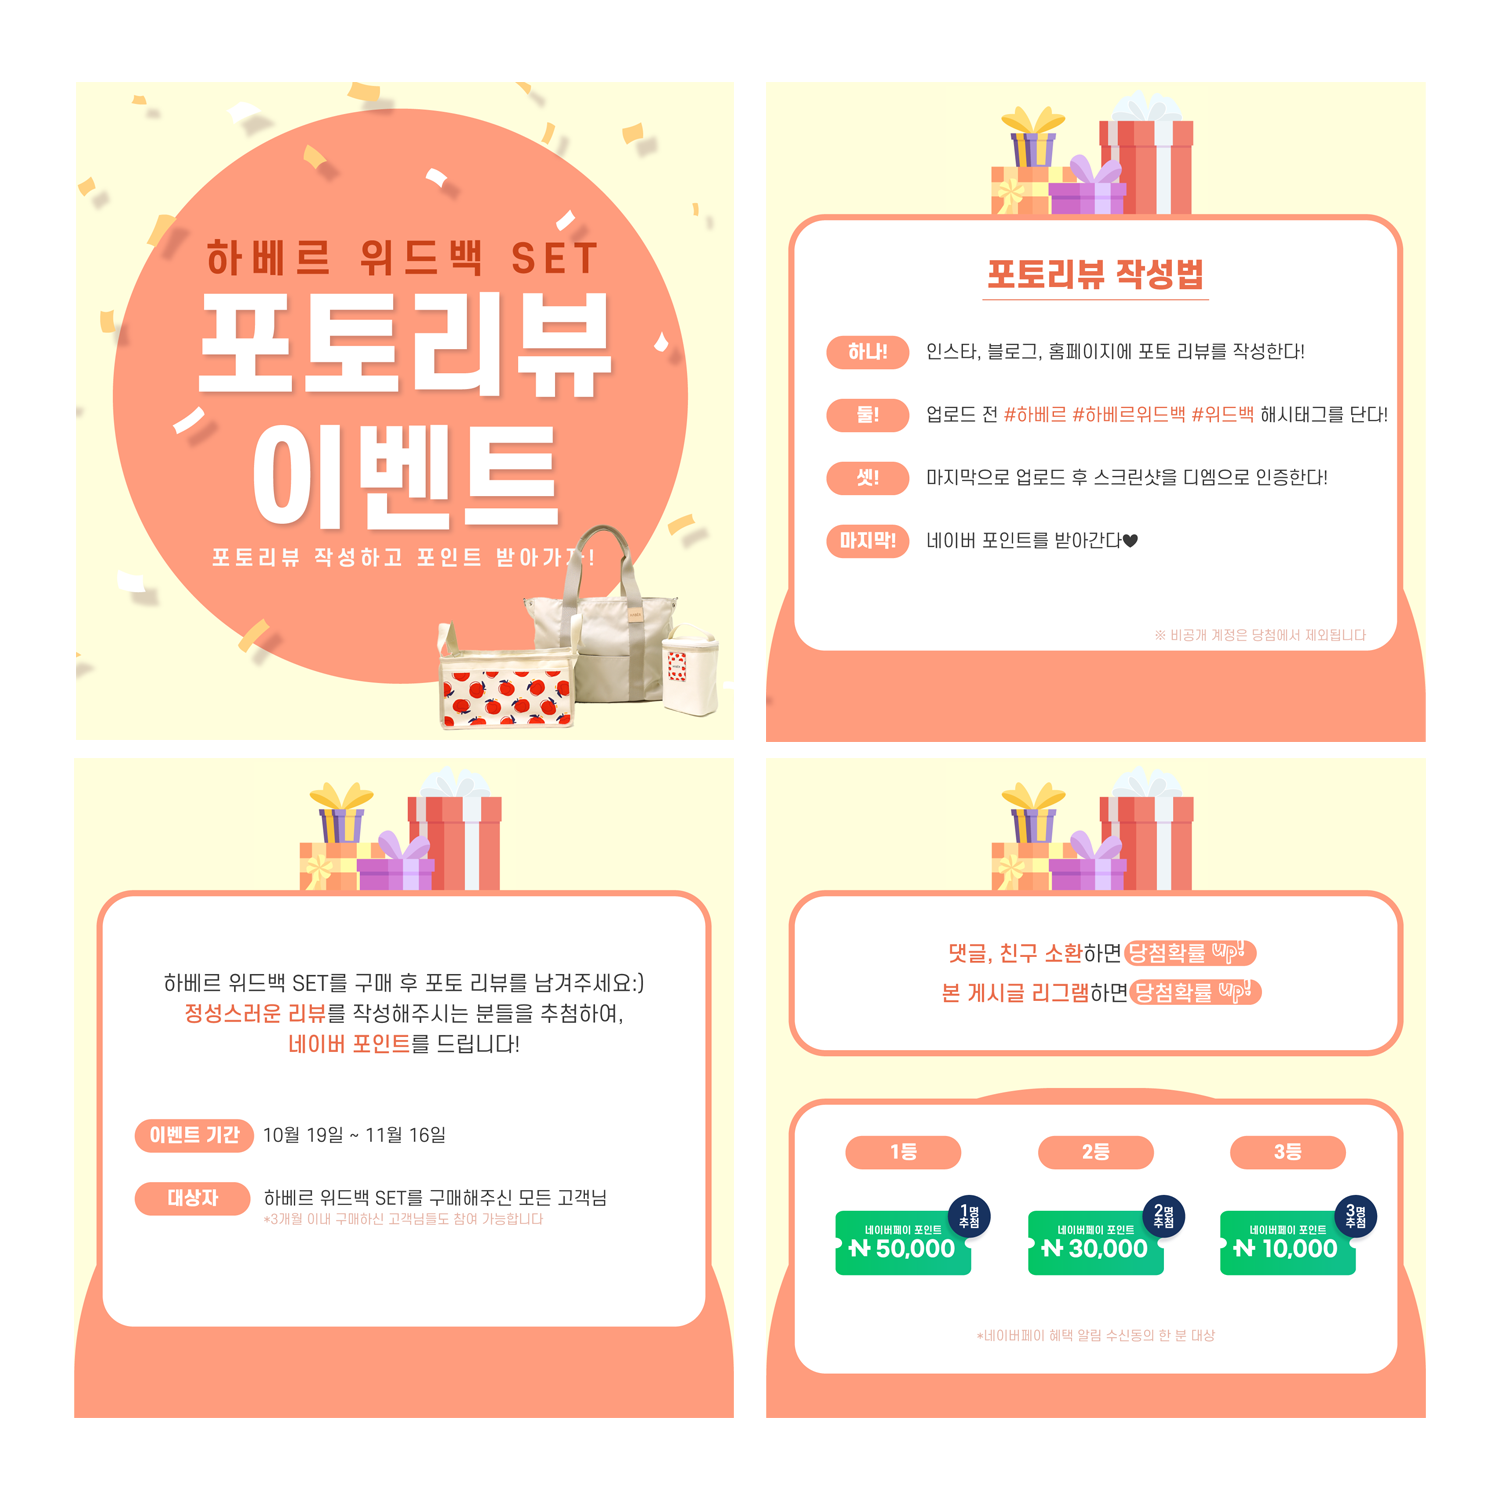 하베르 위드백 SET
포토리뷰
이벤트
포토리뷰 작성하고 포인트 받아가자!
포토리뷰 작성법
하나! 인스타, 블로그, 홈페이지에 포토 리뷰를 작성한다!
둘! 업로드 전 #하베르 #하베르위드백 #위드백 해시태그를 단다!
셋! 마지막으로 업로드 후 스크린샷을 디엠으로 인증한다!
마지막! 네이버 포인트를 받아간다♥
※ 비공개 계정은 당첨에서 제외됩니다
하베르 위드백 SET를 구매 후 포토 리뷰를 남겨주세요:)
정성스러운 리뷰를 작성해주시는 분들을 추첨하여,
네이버 포인트를 드립니다!
이벤트 기간 10월 19일 ~ 11월 16일
대상자 하베르 위드백 SET를 구매해주신 모든 고객님
*3개월 이내 구매하신 고객님들도 참여 가능합니다
댓글, 친구 소환하면 당첨확률 up!
본 게시글 리그램하면 당첨확률 up!
1등 2등 3등
1명 추첨 2명 추첨 3명 추첨
네이버페이 포인트 네이버페이 포인트 네이버페이 포인트
N 50,000 N 30,000 N 10,000
*네이버페이 혜택 알림 수신동의 한 분 대상